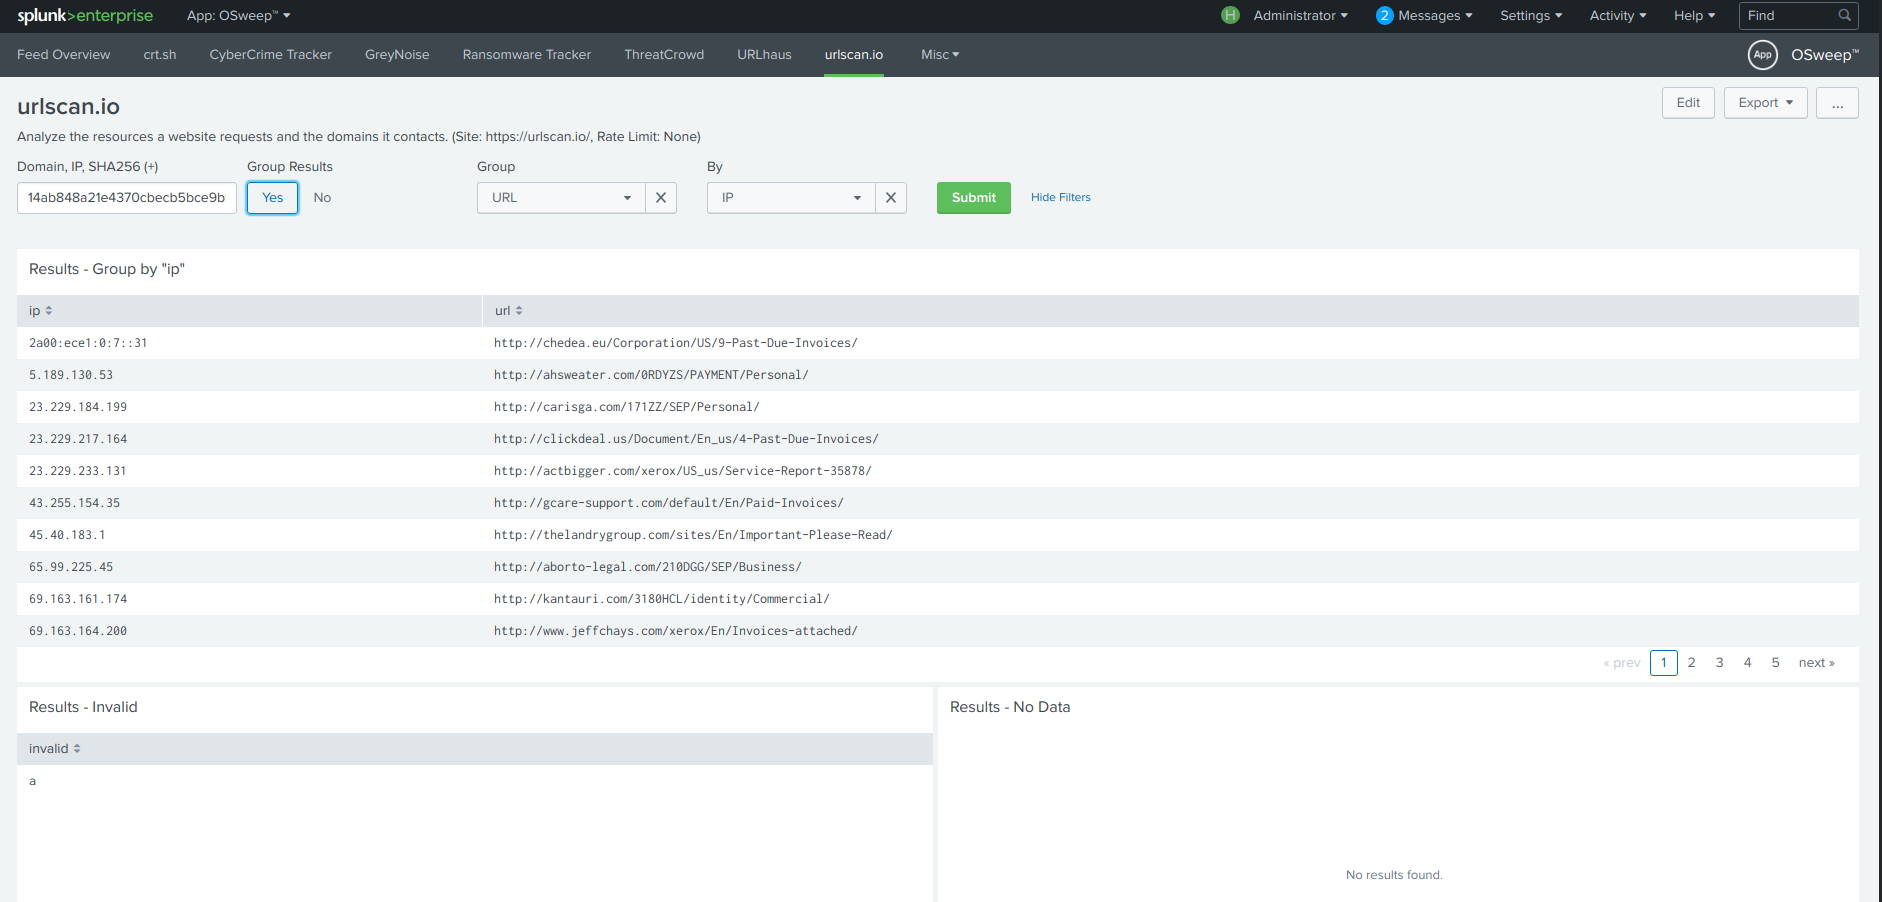 splunk>enterprise App: OSweep™ H Administrator 2 Messages Settings Activity Help Find
Feed Overview crt.sh CyberCrime Tracker GreyNoise Ransomware Tracker ThreatCrowd URLhaus urlscan.io Misc App OSweep™
urlscan.io Edit Export ...
Analyze the resources a website requests and the domains it contacts. (Site: https://urlscan.io/, Rate Limit: None)
Domain, IP, SHA256 (+) Group Results Group By
14ab848a21e4370cbecb5bce9b Yes No URL X IP X Submit Hide Filters
Results - Group by "ip"
ip url
2a00:ece1:0:7::31 http://chedea.eu/Corporation/US/9-Past-Due-Invoices/
5.189.130.53 http://ahsweater.com/0RDYZS/PAYMENT/Personal/
23.229.184.199 http://carisga.com/171ZZ/SEP/Personal/
23.229.217.164 http://clickdeal.us/Document/En_us/4-Past-Due-Invoices/
23.229.233.131 http://actbigger.com/xerox/US_us/Service-Report-35878/
43.255.154.35 http://gcare-support.com/default/En/Paid-Invoices/
45.40.183.1 http://thelandrygroup.com/sites/En/Important-Please-Read/
65.99.225.45 http://aborto-legal.com/210DGG/SEP/Business/
69.163.161.174 http://kantauri.com/3180HCL/identity/Commercial/
69.163.164.200 http://www.jeffchays.com/xerox/En/Invoices-attached/
« prev 1 2 3 4 5 next »
Results - Invalid Results - No Data
invalid
a
No results found.